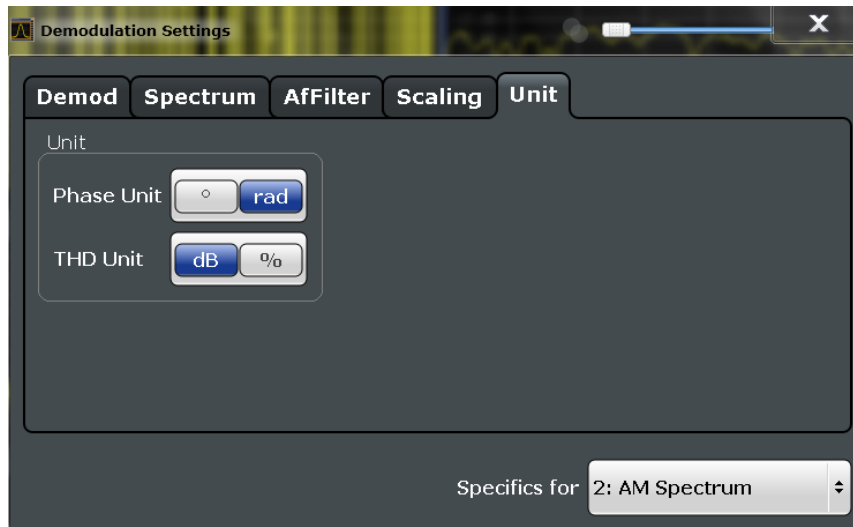 Demodulation Settings
X
Demod Spectrum AfFilter Scaling Unit
Unit
Phase Unit ° rad
THD Unit dB %
Specifics for 2: AM Spectrum